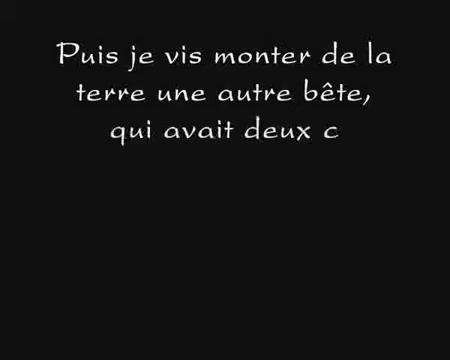 Puis je vis monter de la
terre une autre bête,
qui avait deux c